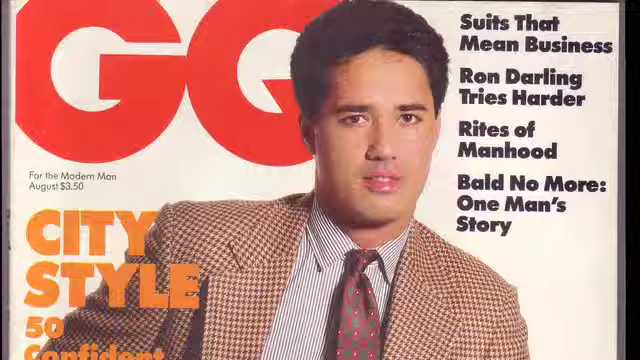 GQ
For the Modern Man
August $3.50
CITY
STYLE
50
Confident
Suits That
Mean Business
Ron Darling
Tries Harder
Rites of
Manhood
Bald No More:
One Man's
Story